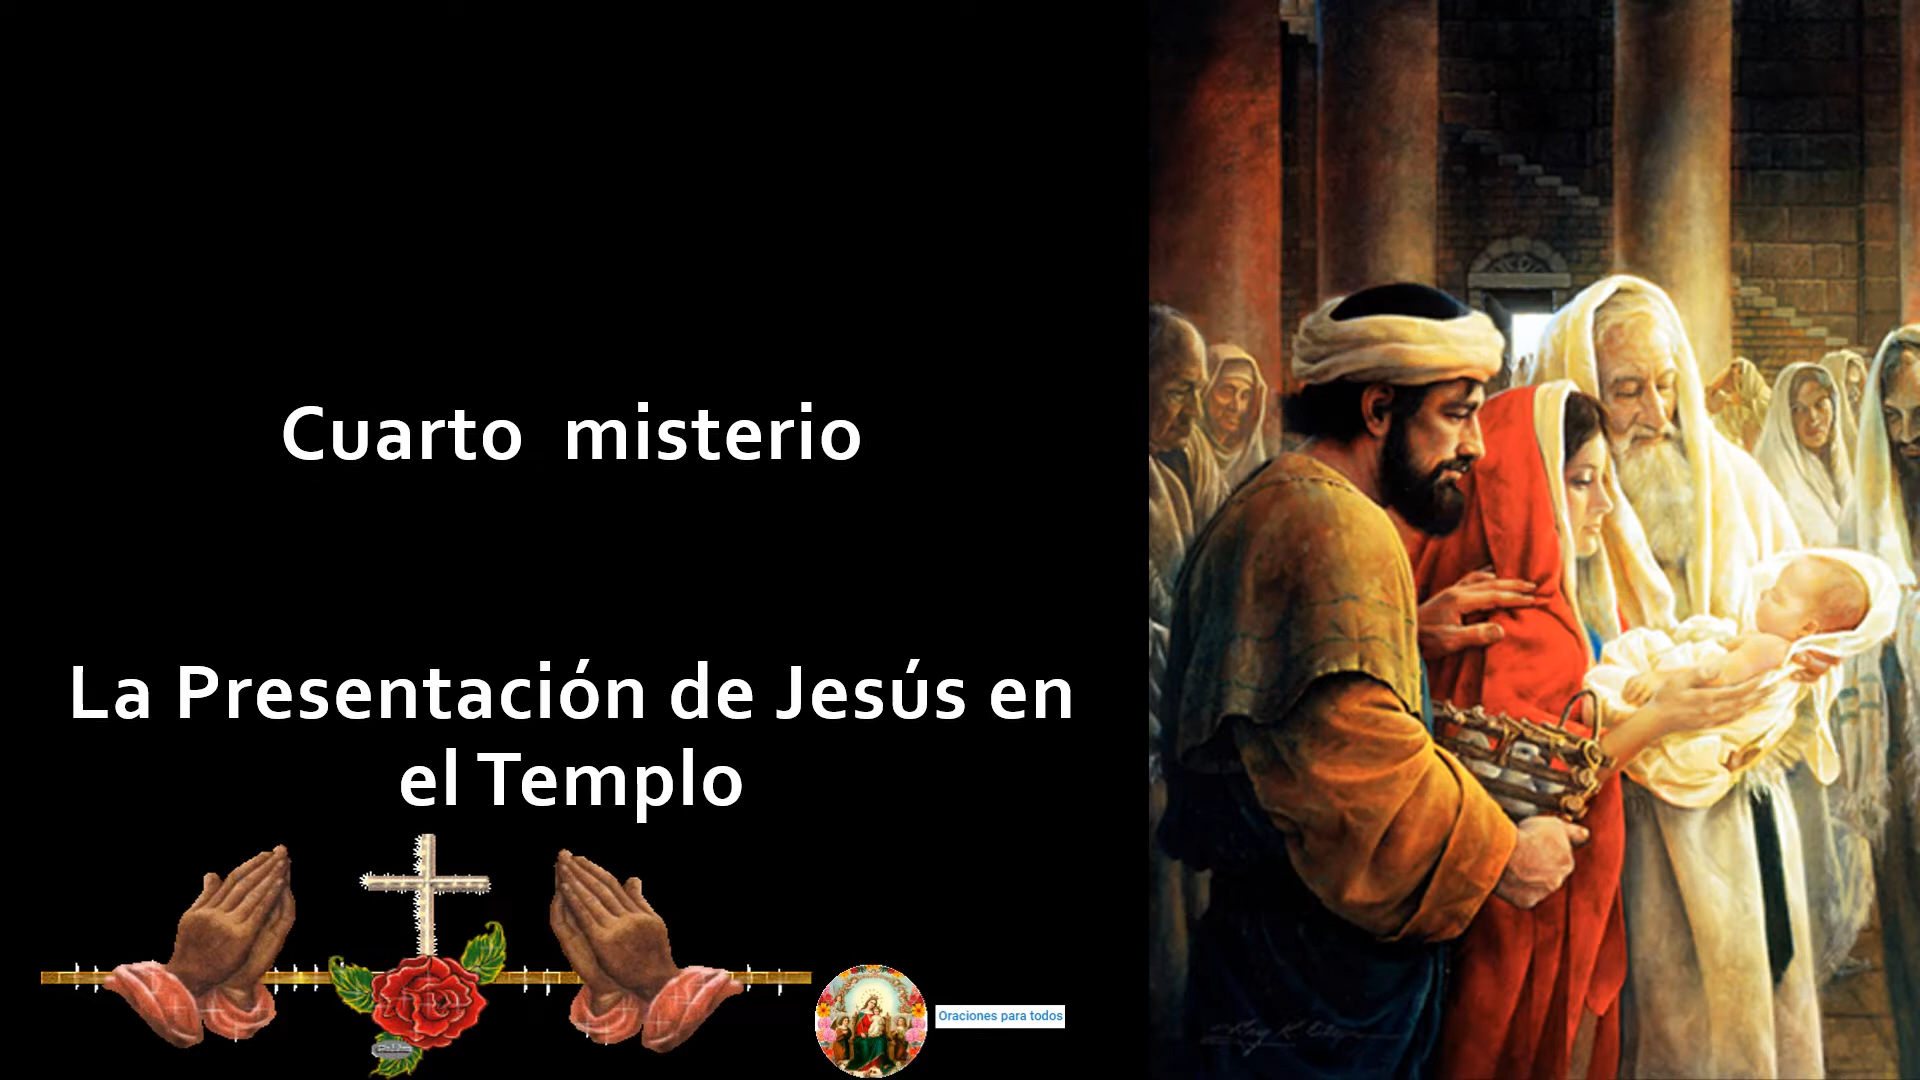 Cuarto  misterio
La Presentación de Jesús en
el Templo
Oraciones para todos